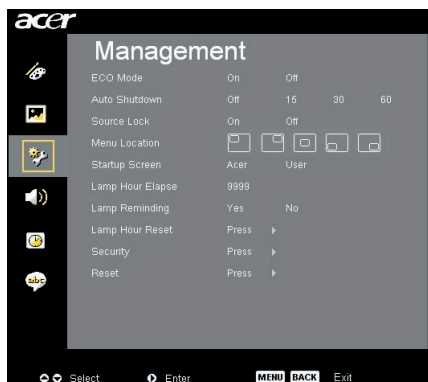 acer
Management
ECO Mode On Off
Auto Shutdown Off 15 30 60
Source Lock On Off
Menu Location
Startup Screen Acer User
Lamp Hour Elapse 9999
Lamp Reminding Yes No
Lamp Hour Reset Press
Security Press
Reset Press
abc
Select Enter MENU BACK Exit